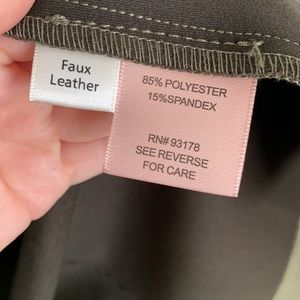 Faux
Leather
85% POLYESTER
15%SPANDEX
RN# 93178
SEE REVERSE
FOR CARE